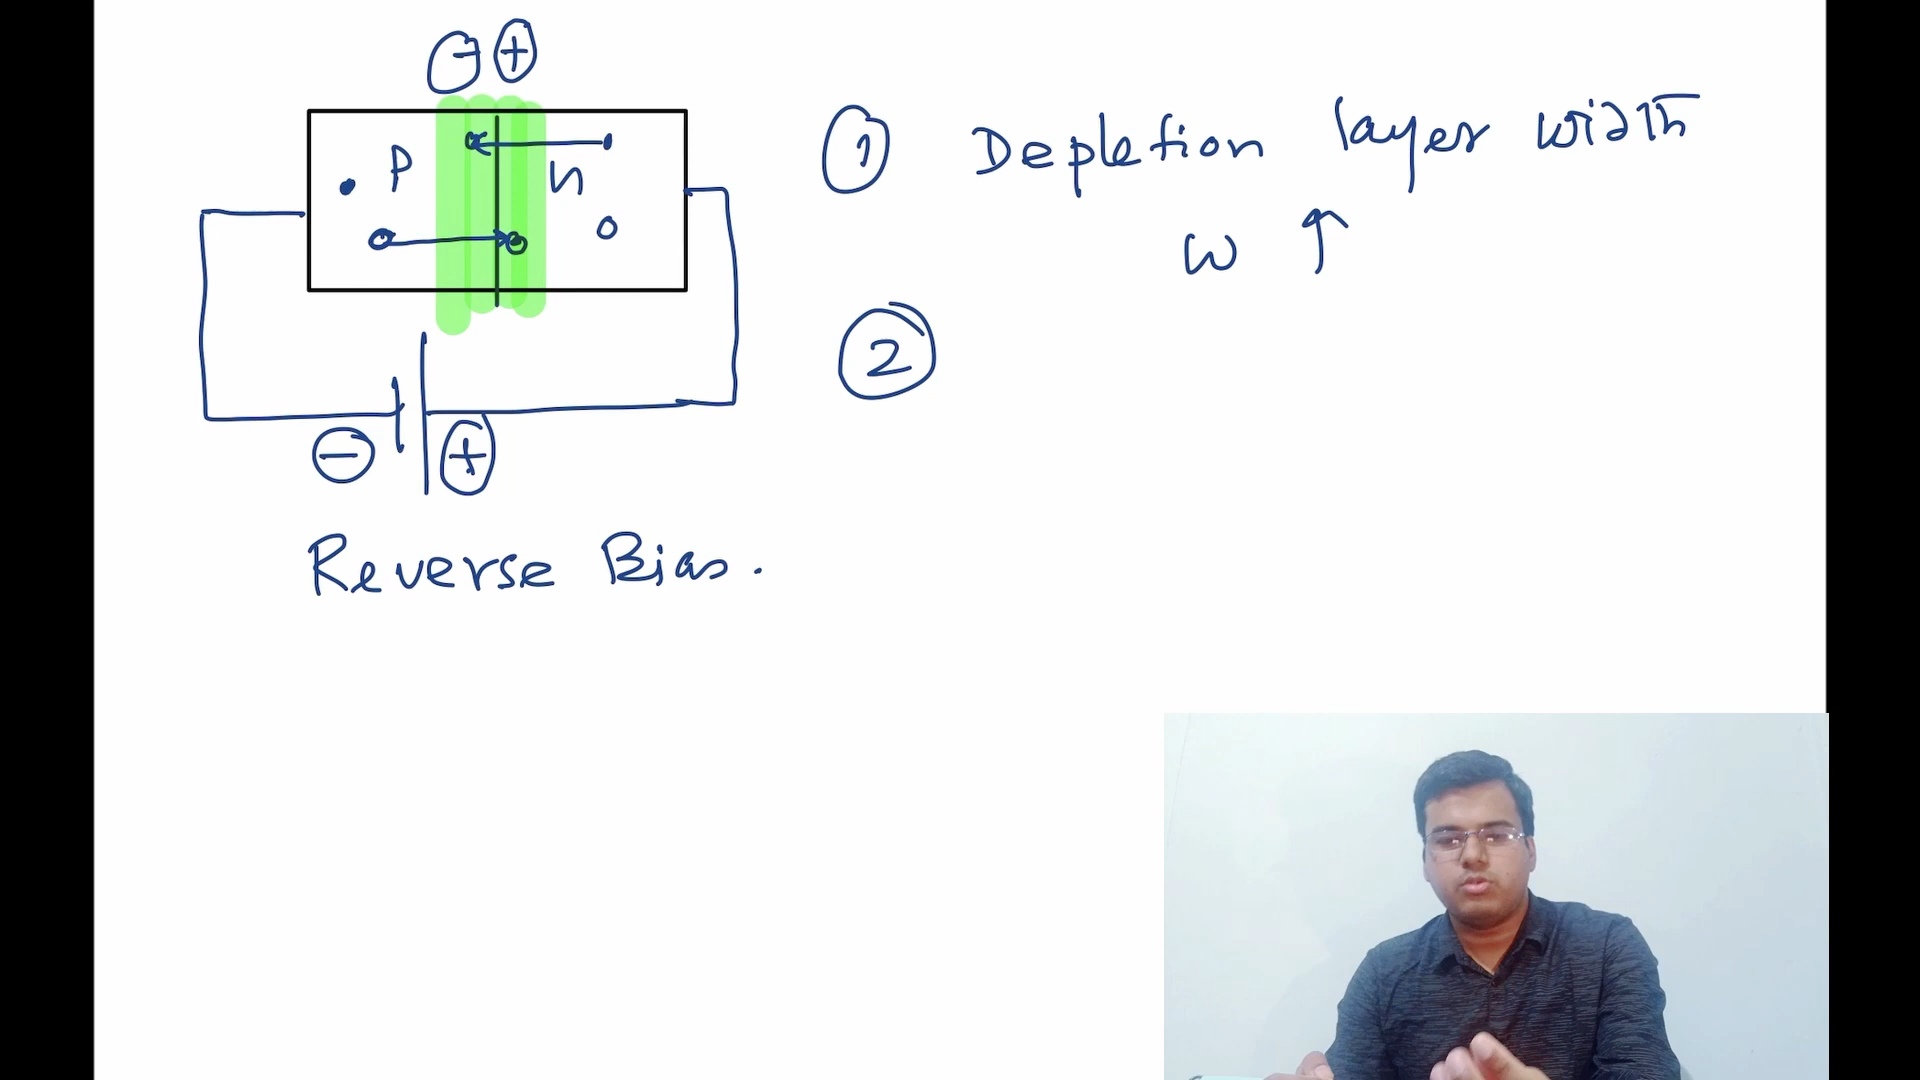 - +
P n
- +
Reverse Bias.
1 Depletion layer width
w ↑
2